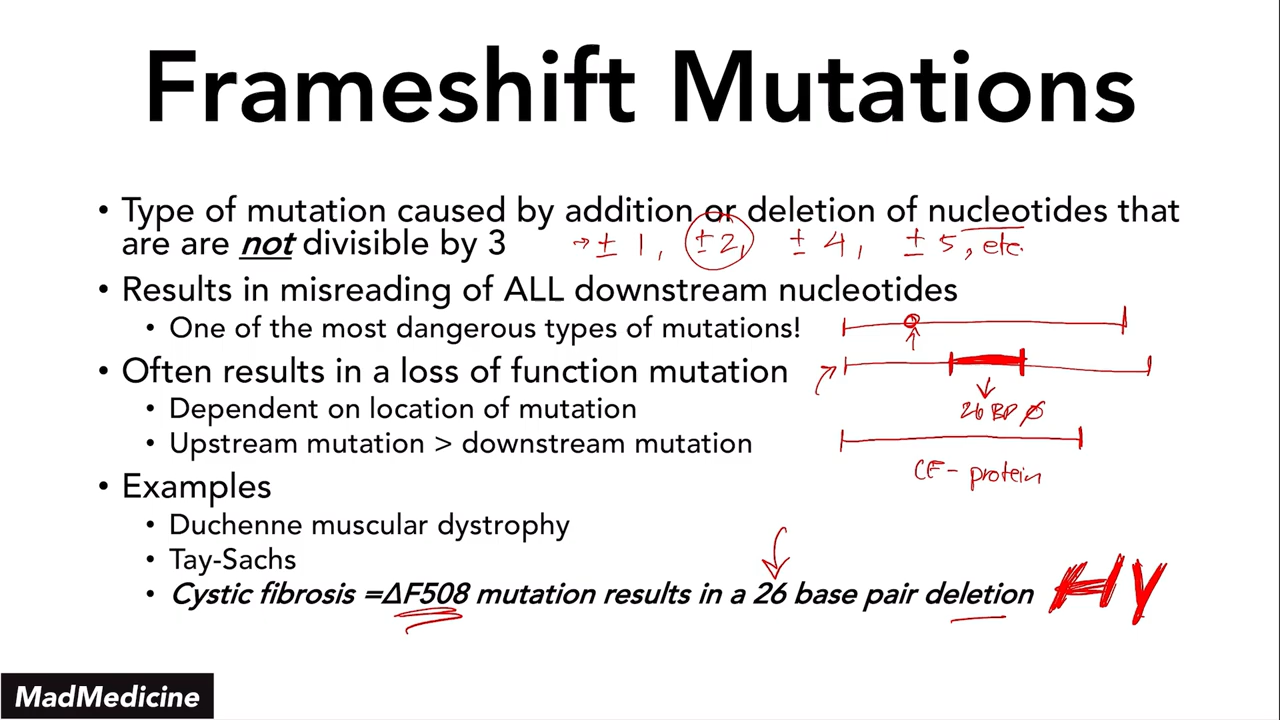 Frameshift Mutations
• Type of mutation caused by addition or deletion of nucleotides that
are are not divisible by 3 → ± 1, ± 2, ± 4, ± 5, etc.
• Results in misreading of ALL downstream nucleotides
• One of the most dangerous types of mutations!
• Often results in a loss of function mutation
26 BP
• Dependent on location of mutation
• Upstream mutation > downstream mutation
CF - protein
• Examples
• Duchenne muscular dystrophy
• Tay-Sachs
• Cystic fibrosis =ΔF508 mutation results in a 26 base pair deletion HY
MadMedicine